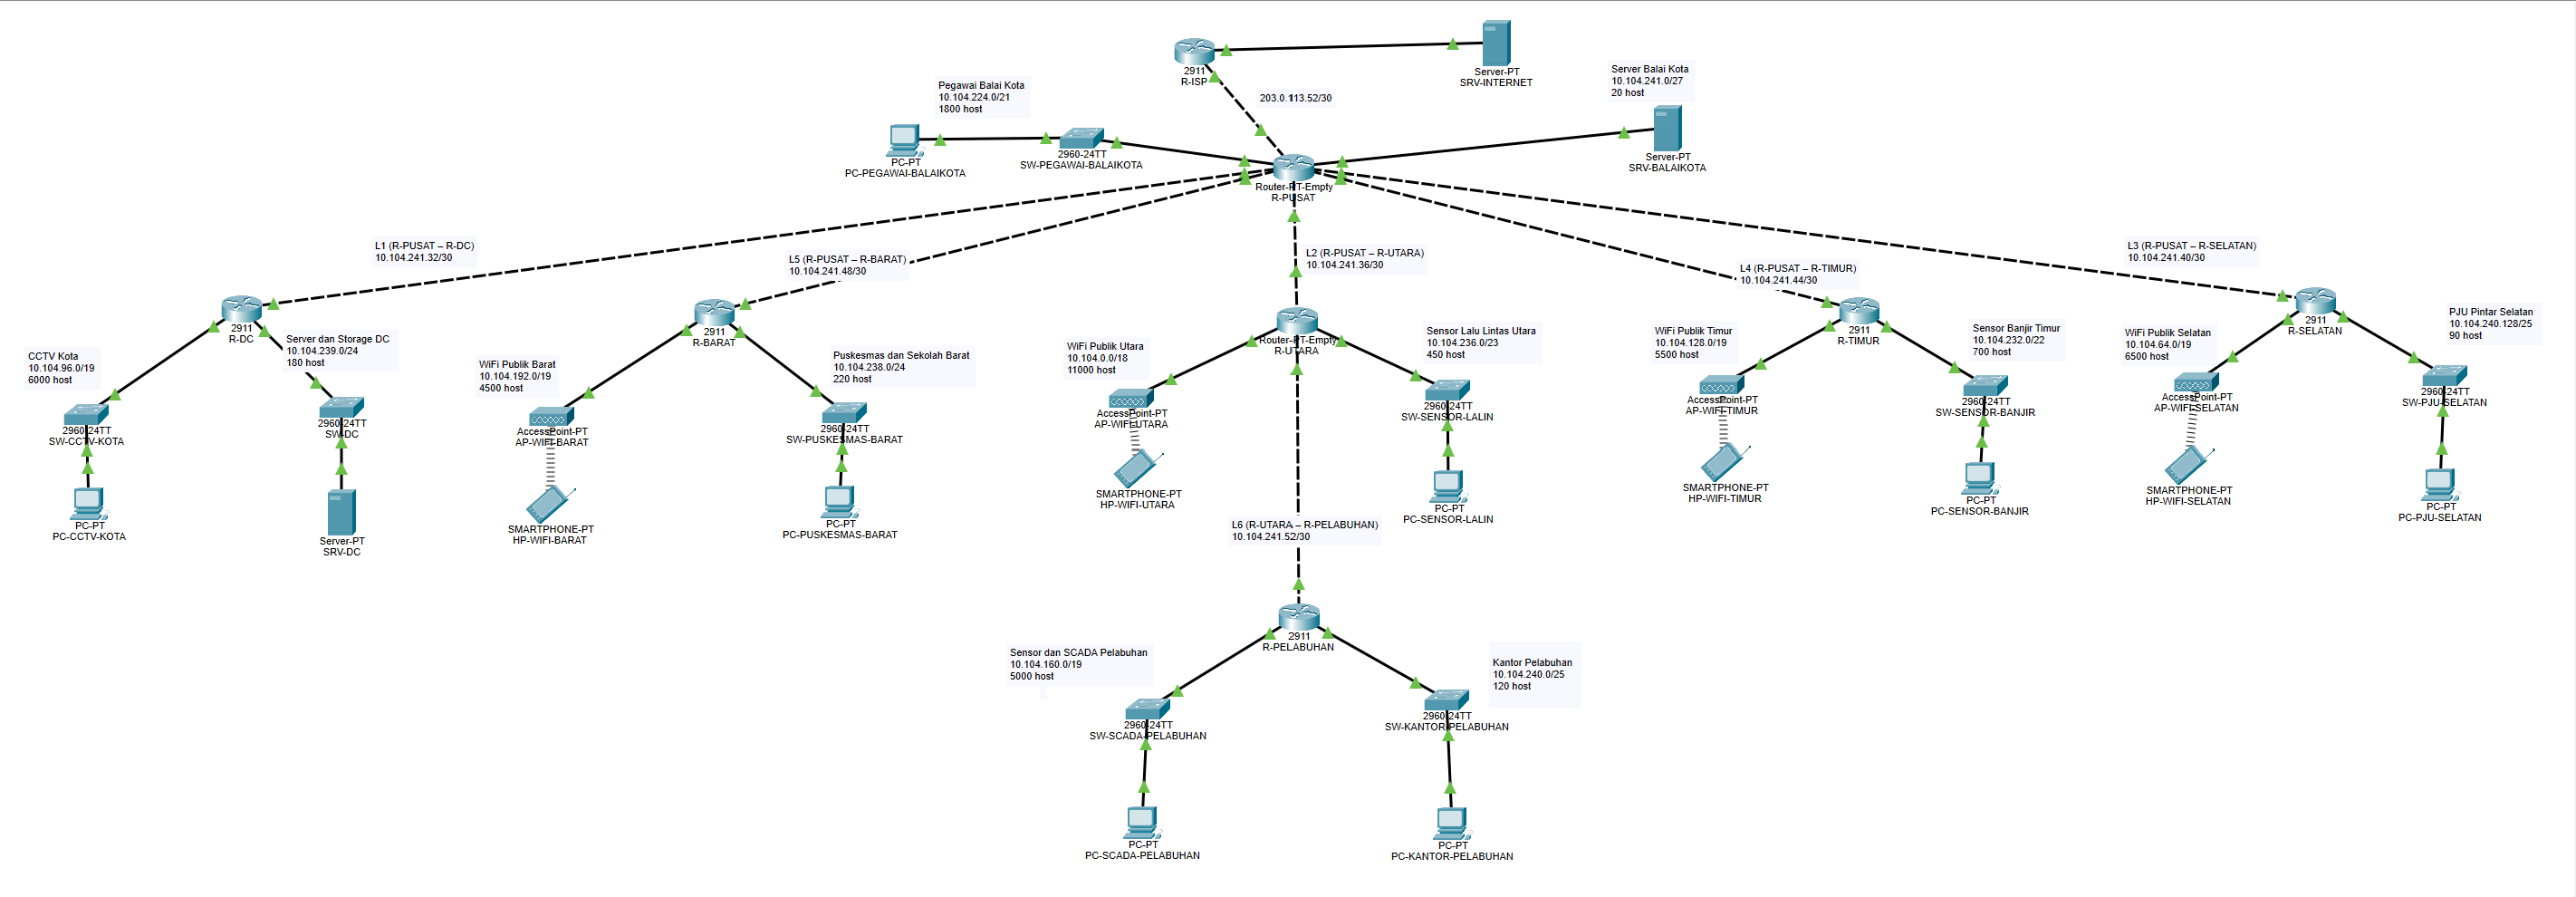 2911
R-ISP
Server-PT
SRV-INTERNET
203.0.113.52/30
Pegawai Balai Kota
10.104.224.0/21
1800 host
Server Balai Kota
10.104.241.0/27
20 host
PC-PT
PC-PEGAWAI-BALAIKOTA
2960-24TT
SW-PEGAWAI-BALAIKOTA
Router-PT-Empty
R-PUSAT
Server-PT
SRV-BALAIKOTA
L1 (R-PUSAT – R-DC)
10.104.241.32/30
L5 (R-PUSAT – R-BARAT)
10.104.241.48/30
L2 (R-PUSAT – R-UTARA)
10.104.241.36/30
L4 (R-PUSAT – R-TIMUR)
10.104.241.44/30
L3 (R-PUSAT – R-SELATAN)
10.104.241.40/30
2911
R-DC
Server dan Storage DC
10.104.239.0/24
180 host
CCTV Kota
10.104.96.0/19
6000 host
2960-24TT
SW-CCTV-KOTA
2960-24TT
SW-DC
PC-PT
PC-CCTV-KOTA
Server-PT
SRV-DC
2911
R-BARAT
WiFi Publik Barat
10.104.192.0/19
4500 host
Puskesmas dan Sekolah Barat
10.104.238.0/24
220 host
AccessPoint-PT
AP-WIFI-BARAT
2960-24TT
SW-PUSKESMAS-BARAT
SMARTPHONE-PT
HP-WIFI-BARAT
PC-PT
PC-PUSKESMAS-BARAT
Router-PT-Empty
R-UTARA
WiFi Publik Utara
10.104.0.0/18
11000 host
Sensor Lalu Lintas Utara
10.104.236.0/23
450 host
AccessPoint-PT
AP-WIFI-UTARA
2960-24TT
SW-SENSOR-LALIN
SMARTPHONE-PT
HP-WIFI-UTARA
PC-PT
PC-SENSOR-LALIN
2911
R-TIMUR
WiFi Publik Timur
10.104.128.0/19
5500 host
Sensor Banjir Timur
10.104.232.0/22
700 host
AccessPoint-PT
AP-WIFI-TIMUR
2960-24TT
SW-SENSOR-BANJIR
SMARTPHONE-PT
HP-WIFI-TIMUR
PC-PT
PC-SENSOR-BANJIR
2911
R-SELATAN
WiFi Publik Selatan
10.104.64.0/19
6500 host
PJU Pintar Selatan
10.104.240.128/25
90 host
AccessPoint-PT
AP-WIFI-SELATAN
2960-24TT
SW-PJU-SELATAN
SMARTPHONE-PT
HP-WIFI-SELATAN
PC-PT
PC-PJU-SELATAN
L6 (R-UTARA – R-PELABUHAN)
10.104.241.52/30
2911
R-PELABUHAN
Sensor dan SCADA Pelabuhan
10.104.160.0/19
5000 host
Kantor Pelabuhan
10.104.240.0/25
120 host
2960-24TT
SW-SCADA-PELABUHAN
2960-24TT
SW-KANTOR-PELABUHAN
PC-PT
PC-SCADA-PELABUHAN
PC-PT
PC-KANTOR-PELABUHAN